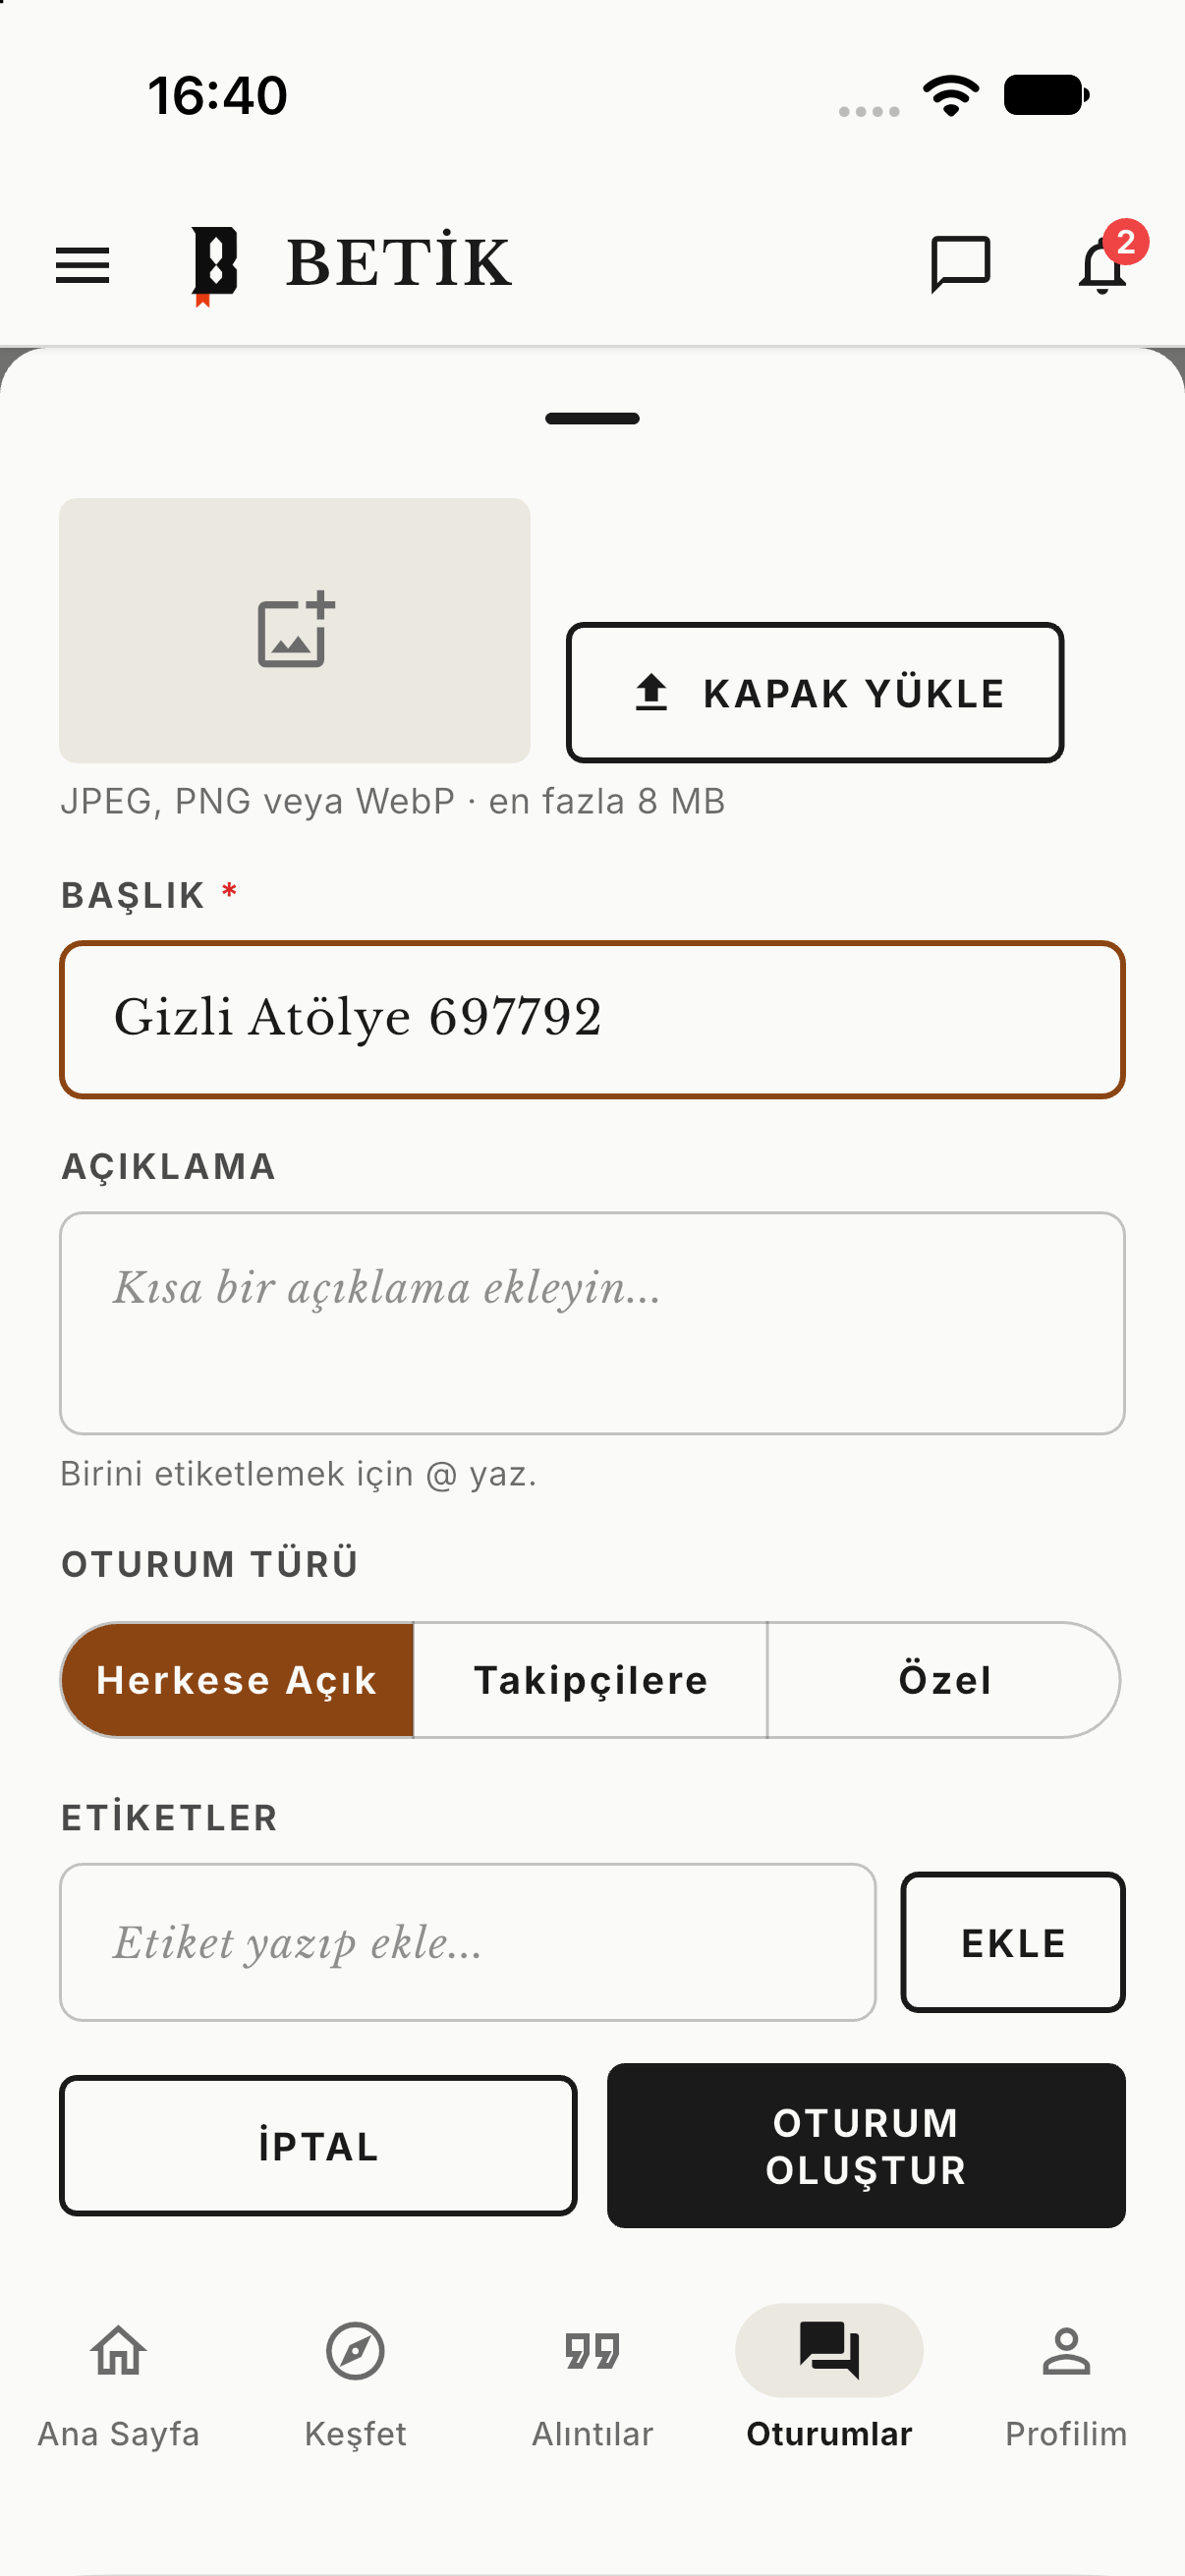 16:40
BETİK
2
KAPAK YÜKLE
JPEG, PNG veya WebP · en fazla 8 MB
BAŞLIK *
Gizli Atölye 697792
AÇIKLAMA
Kısa bir açıklama ekleyin...
Birini etiketlemek için @ yaz.
OTURUM TÜRÜ
Herkese Açık Takipçilere Özel
ETİKETLER
Etiket yazıp ekle...
EKLE
İPTAL
OTURUM
OLUŞTUR
Ana Sayfa Keşfet Alıntılar Oturumlar Profilim